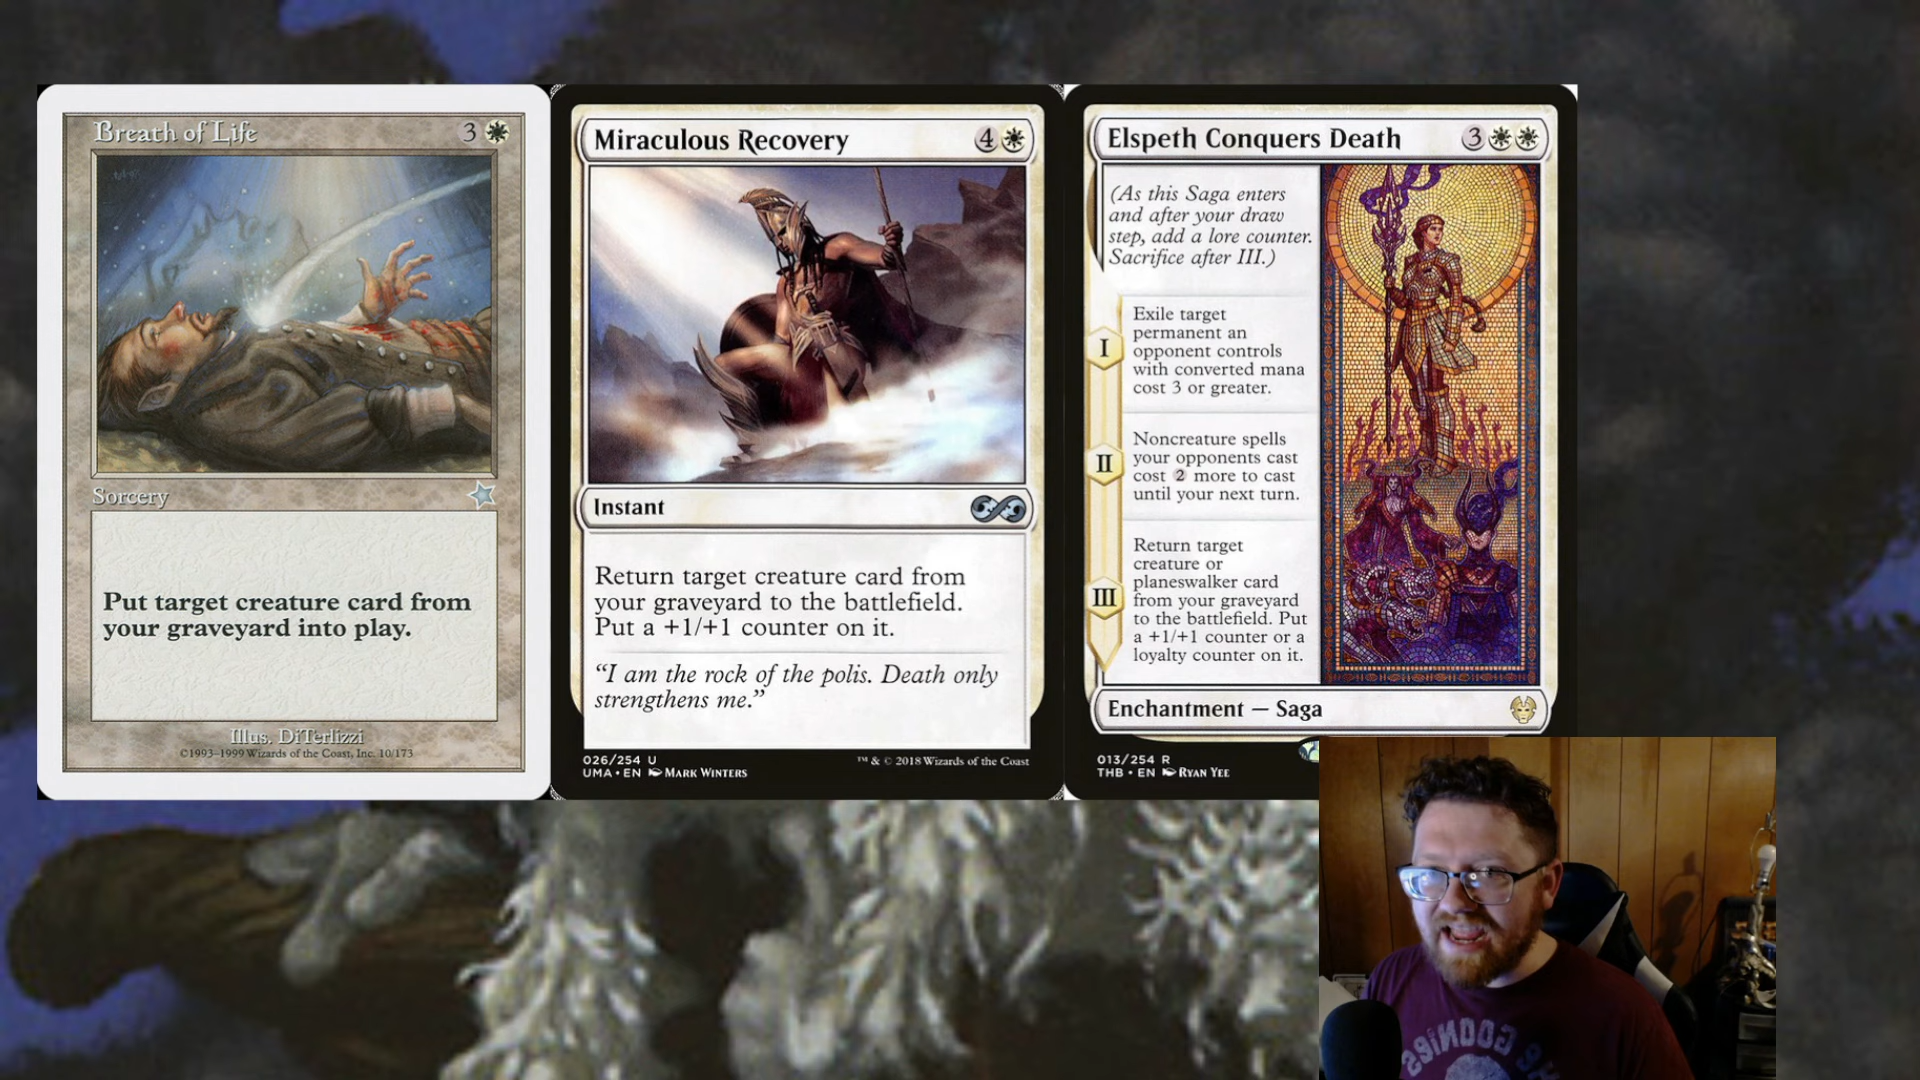 Breath of Life 3
Sorcery
Put target creature card from
your graveyard into play.
Illus. DiTerlizzi
©1993-1999 Wizards of the Coast, Inc. 10/173
Miraculous Recovery 4
Instant
Return target creature card from
your graveyard to the battlefield.
Put a +1/+1 counter on it.
“I am the rock of the polis. Death only
strengthens me.”
026/254 U
UMA • EN Mark Winters
™ & © 2018 Wizards of the Coast
Elspeth Conquers Death 3
(As this Saga enters
and after your draw
step, add a lore counter.
Sacrifice after III.)
I
Exile target
permanent an
opponent controls
with converted mana
cost 3 or greater.
II
Noncreature spells
your opponents cast
cost 2 more to cast
until your next turn.
III
Return target
creature or
planeswalker card
from your graveyard
to the battlefield. Put
a +1/+1 counter or a
loyalty counter on it.
Enchantment — Saga
013/254 R
THB • EN Ryan Yee
GOONIES